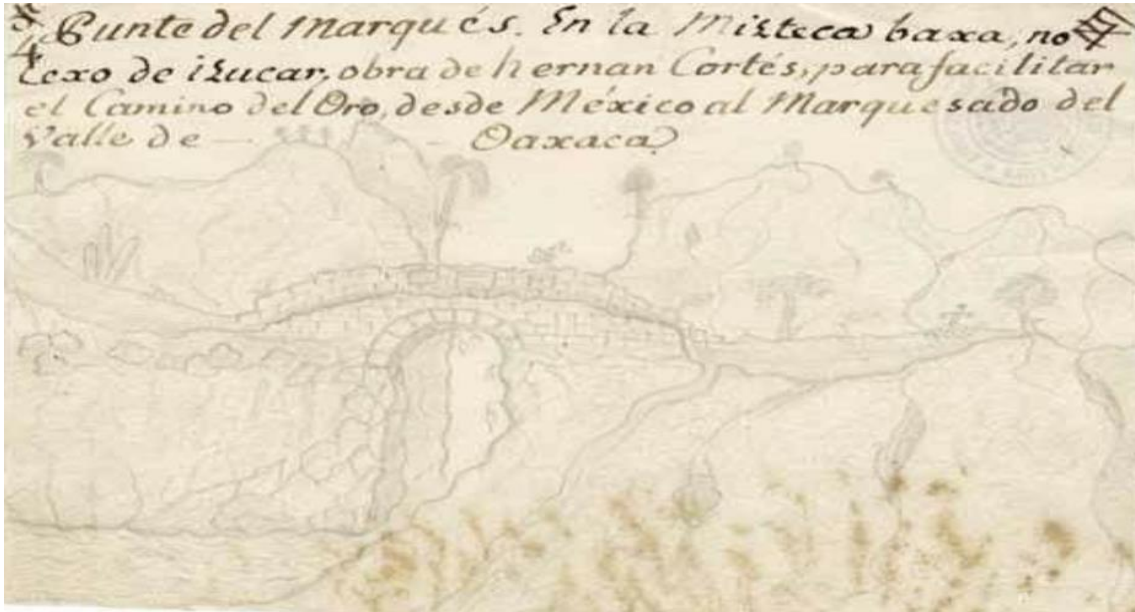 Punte del Marqués. En la Misteca baxa, no
lexo de izucar, obra de hernan Cortés, para facilitar
el Camino del Oro, desde México al Marquesado del
Valle de — Oaxaca